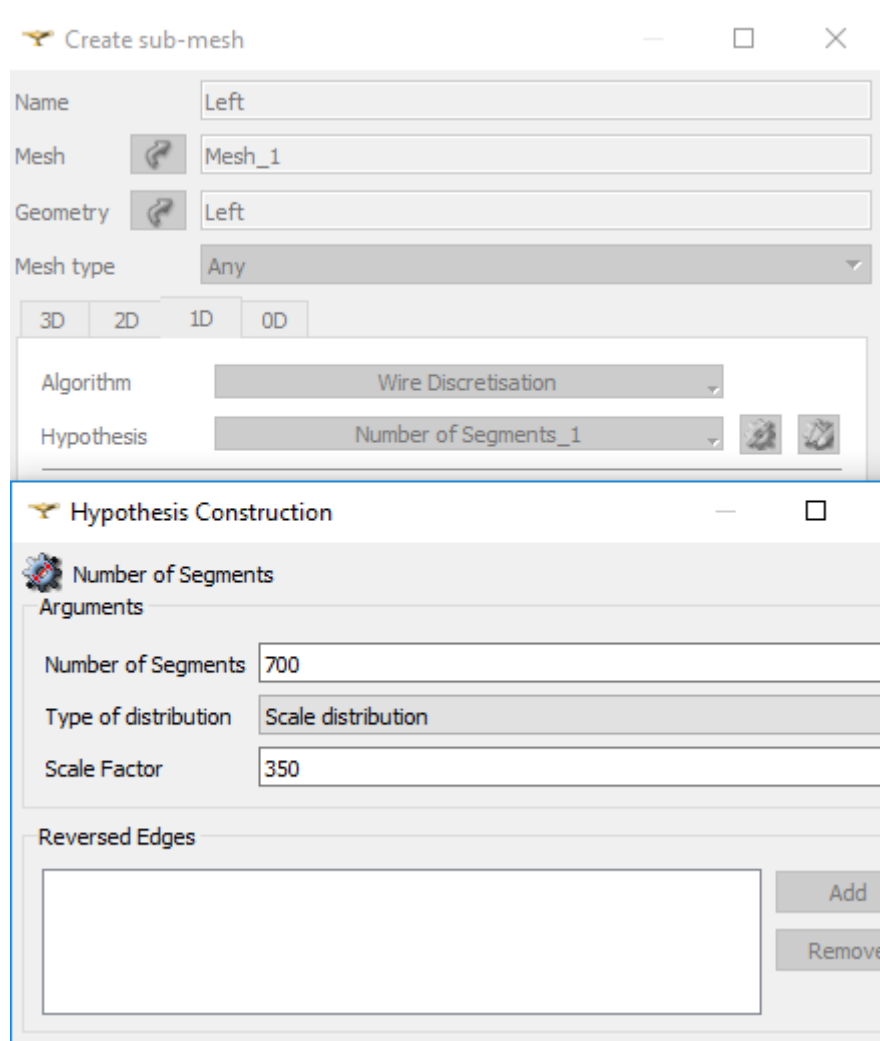 Create sub-mesh
Name Left
Mesh Mesh_1
Geometry Left
Mesh type Any
3D 2D 1D 0D
Algorithm Wire Discretisation
Hypothesis Number of Segments_1
Hypothesis Construction
Number of Segments
Arguments
Number of Segments 700
Type of distribution Scale distribution
Scale Factor 350
Reversed Edges
Add
Remove